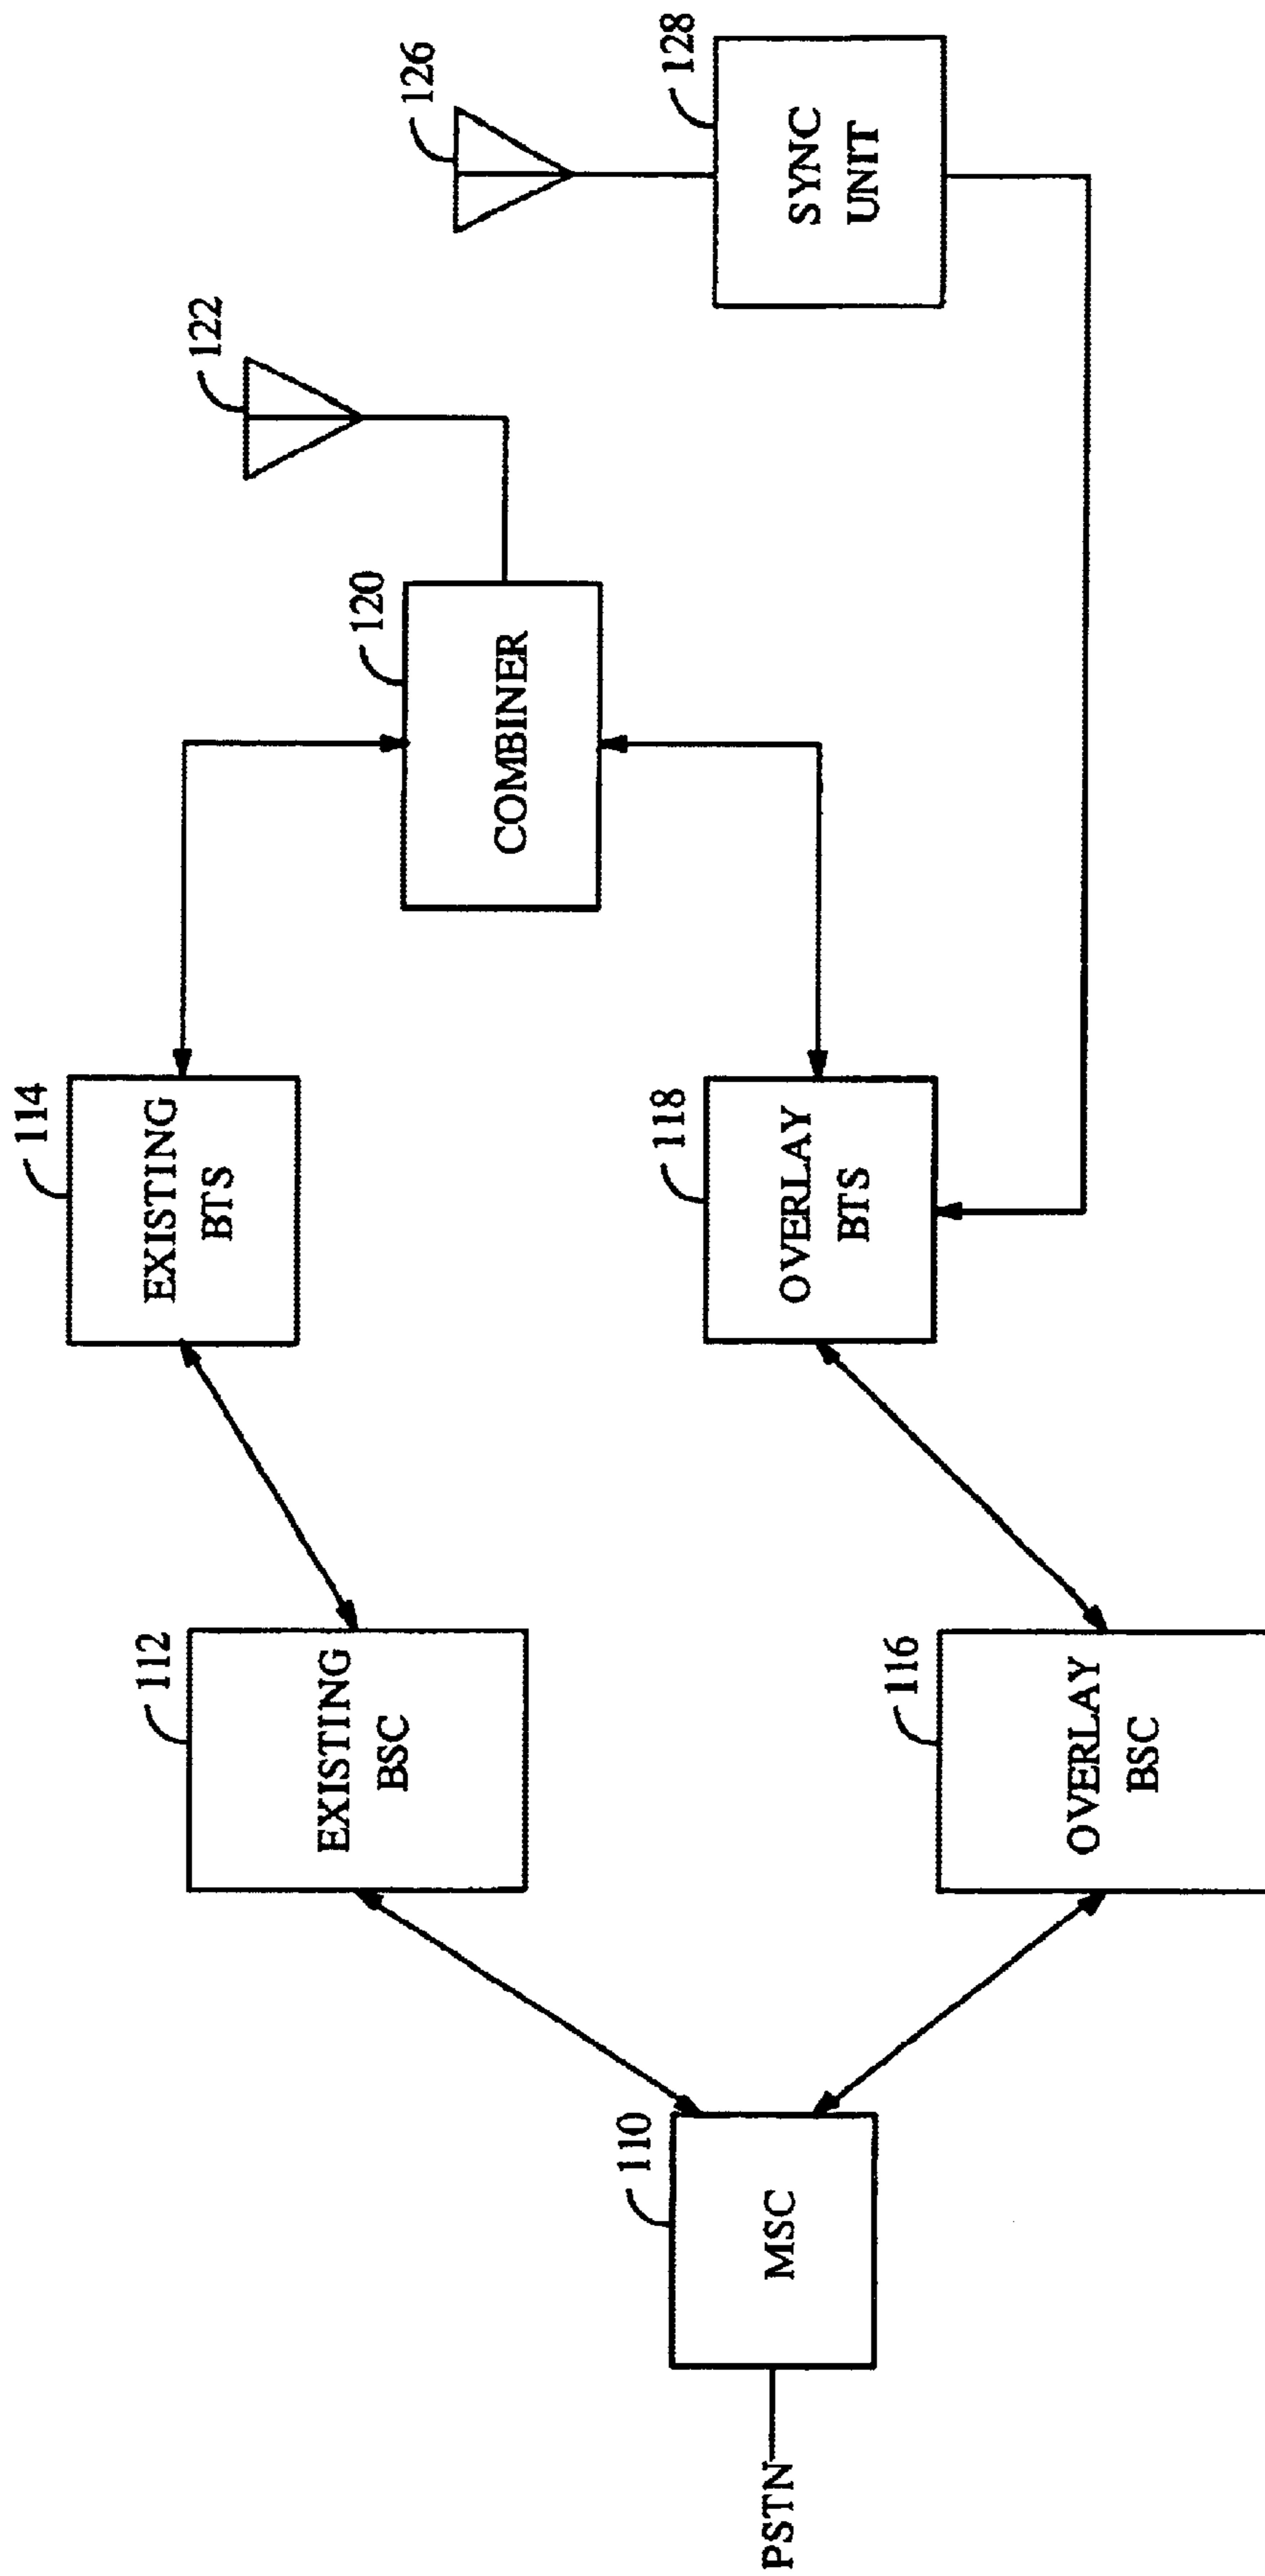 PSTN
110
MSC
112
EXISTING
BSC
116
OVERLAY
BSC
114
EXISTING
BTS
118
OVERLAY
BTS
120
COMBINER
122
126
128
SYNC
UNIT